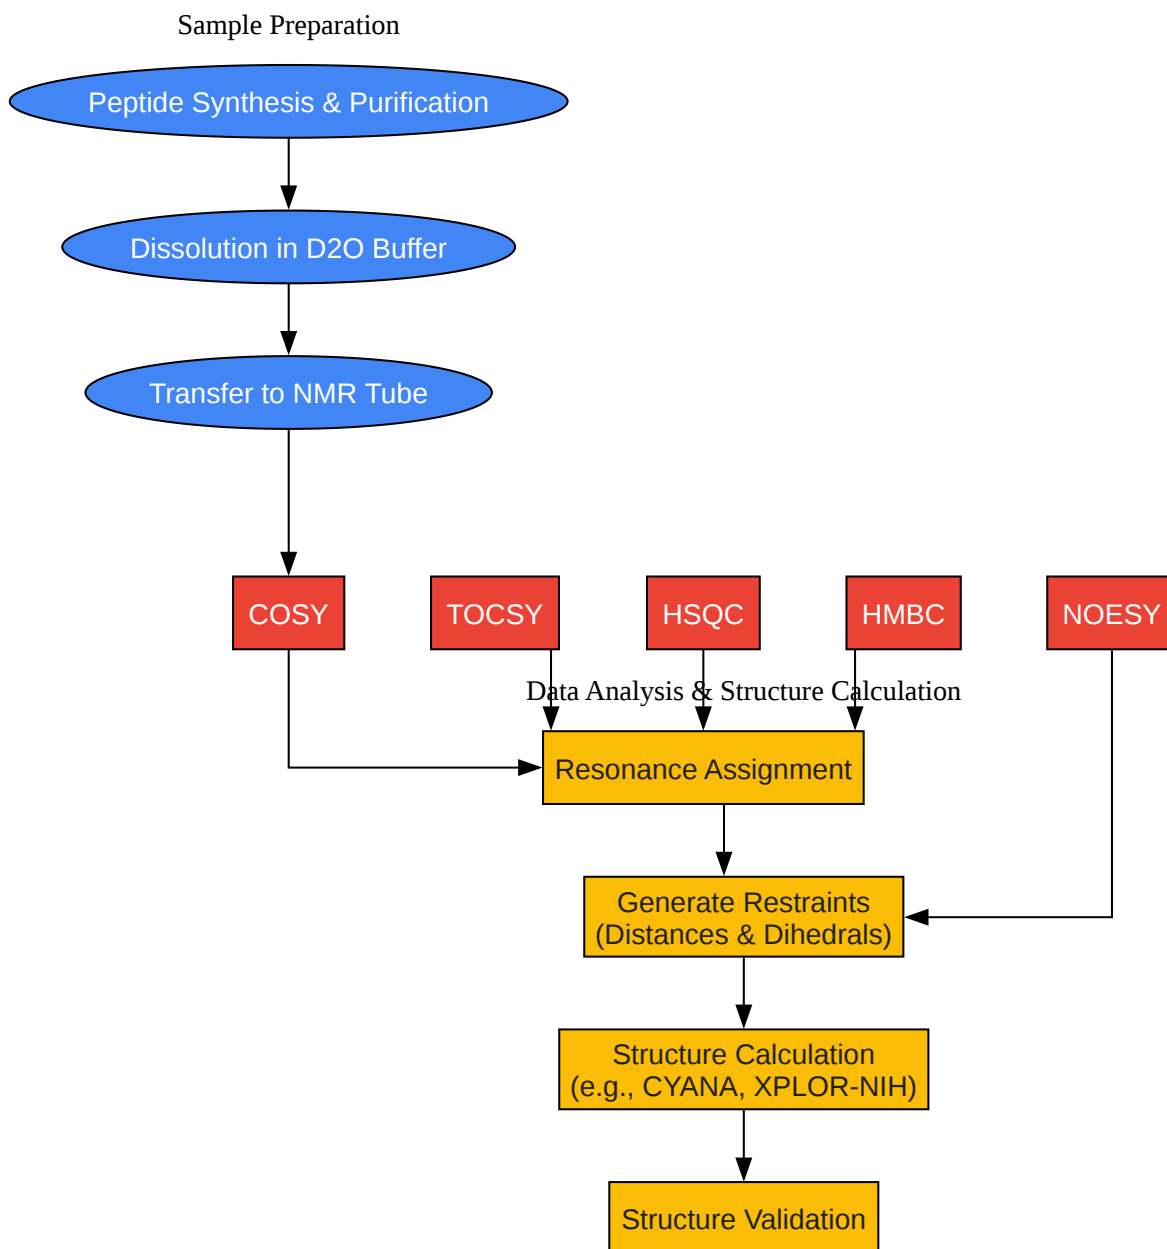 Sample Preparation
Peptide Synthesis & Purification
Dissolution in D2O Buffer
Transfer to NMR Tube
COSY
TOCSY
HSQC
HMBC
NOESY
Data Analysis & Structure Calculation
Resonance Assignment
Generate Restraints
(Distances & Dihedrals)
Structure Calculation
(e.g., CYANA, XPLOR-NIH)
Structure Validation